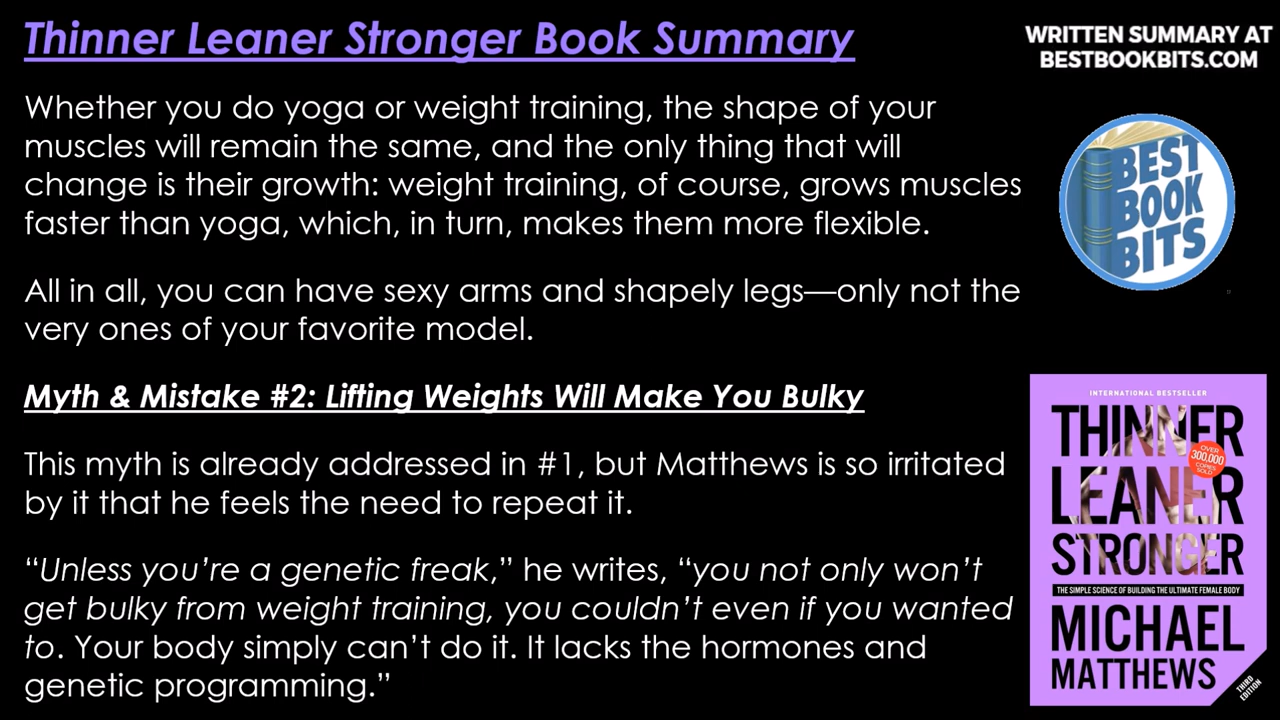 Thinner Leaner Stronger Book Summary
WRITTEN SUMMARY AT
BESTBOOKBITS.COM
Whether you do yoga or weight training, the shape of your
muscles will remain the same, and the only thing that will
change is their growth: weight training, of course, grows muscles
faster than yoga, which, in turn, makes them more flexible.
BEST
BOOK
BITS
All in all, you can have sexy arms and shapely legs—only not the
very ones of your favorite model.
Myth & Mistake #2: Lifting Weights Will Make You Bulky
This myth is already addressed in #1, but Matthews is so irritated
by it that he feels the need to repeat it.
“Unless you’re a genetic freak,” he writes, “you not only won’t
get bulky from weight training, you couldn’t even if you wanted
to. Your body simply can’t do it. It lacks the hormones and
genetic programming.”
INTERNATIONAL BESTSELLER
THINNER
OVER
300,000
COPIES
SOLD
LEANER
STRONGER
THE SIMPLE SCIENCE OF BUILDING THE ULTIMATE FEMALE BODY
MICHAEL
MATTHEWS
THIRD
EDITION